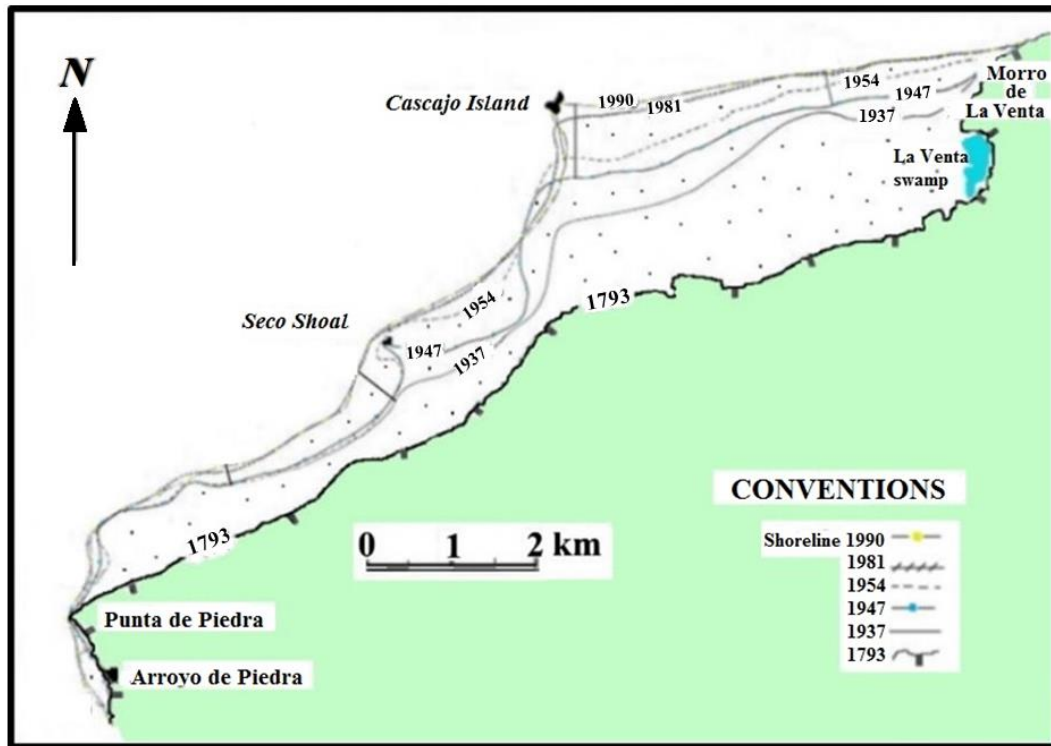 N
Cascajo Island
1990
1981
1954
1947
1937
Morro
de
La Venta
La Venta
swamp
1793
Seco Shoal
1954
1947
1937
1793
CONVENTIONS
Shoreline 1990
1981
1954
1947
1937
1793
0 1 2 km
Punta de Piedra
Arroyo de Piedra